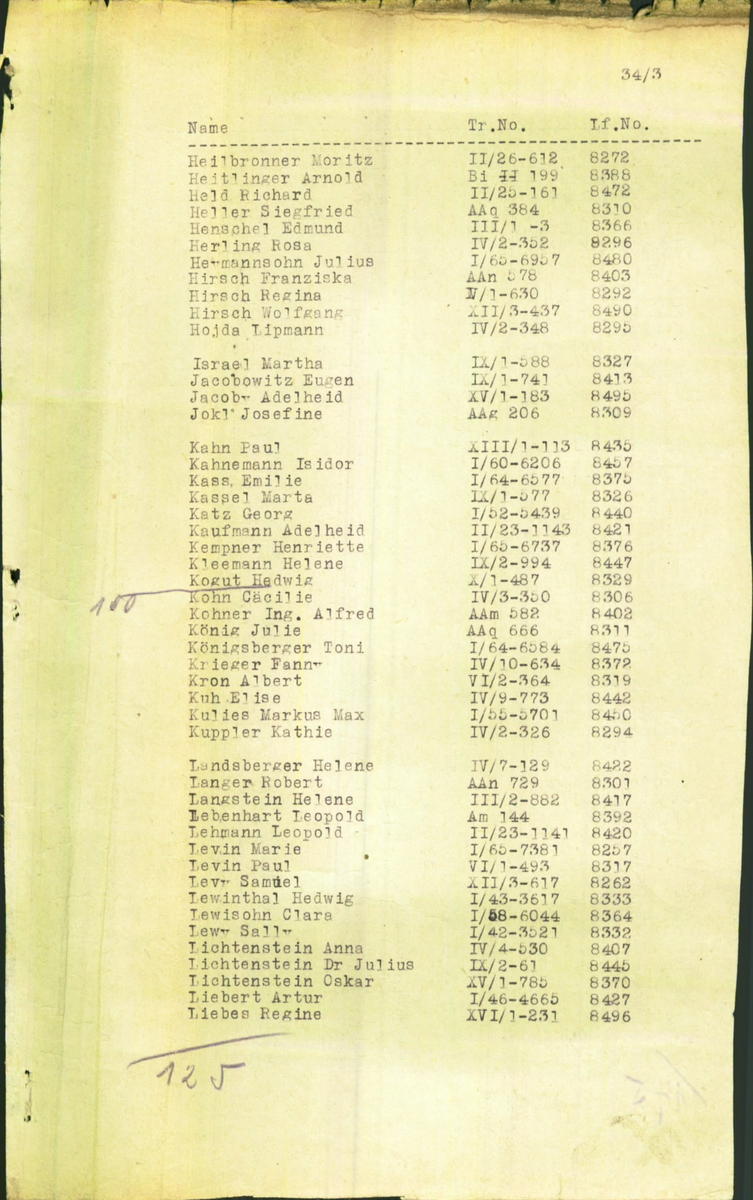 34/3
Name Tr.No. Lf.No.
Heilbronner Moritz II/26-612 8272
Heitlinger Arnold Bi II 199 8388
Held Richard II/25-161 8472
Heller Siegfried AAq 384 8310
Henschel Edmund III/1 -3 8366
Herling Rosa IV/2-352 8296
Hermannsohn Julius I/65-6957 8480
Hirsch Franziska AAn 578 8403
Hirsch Regina V/1-630 8292
Hirsch Wolfgang XII/3-437 8490
Hojda Lipmann IV/2-348 8295
Israel Martha IX/1-588 8327
Jacobowitz Eugen IX/1-741 8413
Jacoby Adelheid XV/1-183 8495
Jokl Josefine AAg 206 8309
Kahn Paul XIII/1-113 8435
Kahnemann Isidor I/60-6206 8457
Kass Emilie I/64-6577 8375
Kassel Marta IX/1-577 8326
Katz Georg I/52-5439 8440
Kaufmann Adelheid II/23-1143 8421
Kempner Henriette I/65-6737 8376
Kleemann Helene IX/2-994 8447
Kogut Hedwig X/1-487 8329
100
Kohn Cäcilie IV/3-350 8306
Kohner Ing. Alfred AAm 582 8402
König Julie AAq 666 8311
Königsberger Toni I/64-6584 8475
Krieger Fanny IV/10-634 8372
Kron Albert VI/2-364 8319
Kuh Elise IV/9-773 8442
Kulies Markus Max I/55-5701 8450
Kuppler Kathie IV/2-326 8294
Landsberger Helene IV/7-129 8422
Langer Robert AAn 729 8301
Langstein Helene III/2-882 8417
Lebenhart Leopold Am 144 8392
Lehmann Leopold II/23-1141 8420
Levin Marie I/65-7381 8257
Levin Paul VI/1-493 8317
Levy Samuel XII/3-617 8262
Lewinthal Hedwig I/43-3617 8333
Lewisohn Clara I/58-6044 8364
Lewy Sally I/42-3521 8332
Lichtenstein Anna IV/4-530 8407
Lichtenstein Dr Julius IX/2-61 8445
Lichtenstein Oskar XV/1-785 8370
Liebert Artur I/46-4665 8427
Liebes Regine XVI/1-231 8496
125